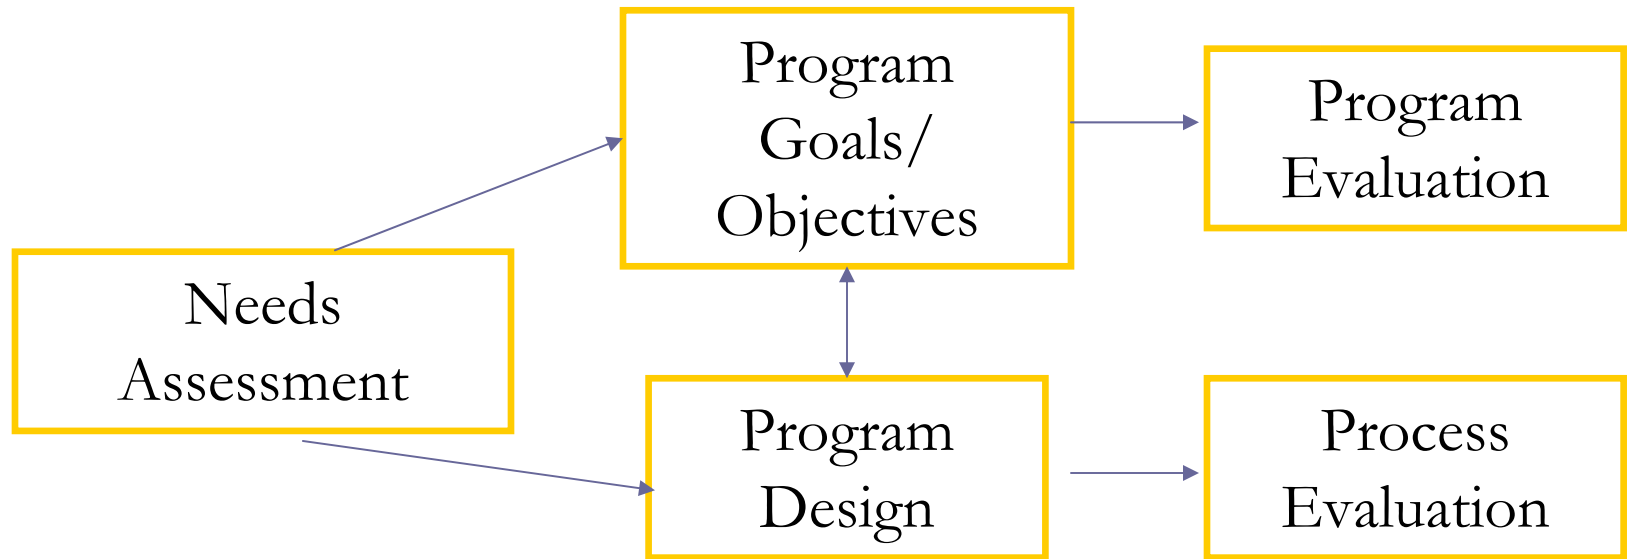 Program
Goals/
Objectives
Program
Evaluation
Needs
Assessment
Program
Design
Process
Evaluation